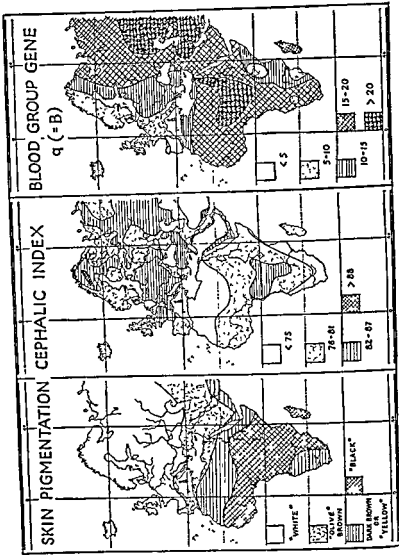 SKIN PIGMENTATION
"WHITE"
"OLIVE"
BROWN
DARK BROWN
OR
"YELLOW"
"BLACK"
CEPHALIC INDEX
< 75
76-81
82-87
> 88
BLOOD GROUP GENE
q (= B)
< 5
5-10
10-15
15-20
> 20